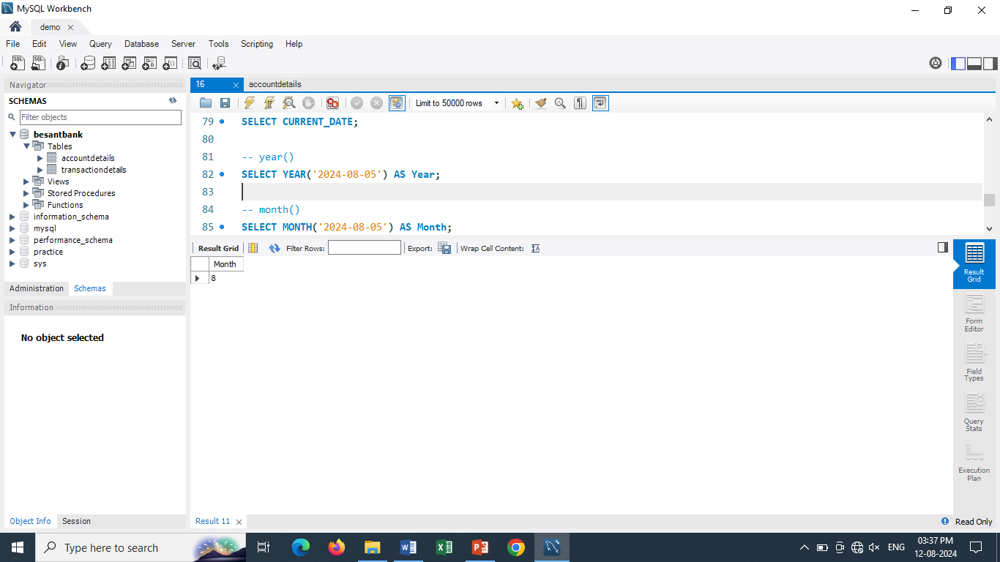 MySQL Workbench
demo
File Edit View Query Database Server Tools Scripting Help
Navigator
SCHEMAS
Filter objects
besantbank
Tables
accountdetails
transactiondetails
Views
Stored Procedures
Functions
information_schema
mysql
performance_schema
practice
sys
Administration Schemas
Information
No object selected
Object Info Session
16 accountdetails
Limit to 50000 rows
79 SELECT CURRENT_DATE;
80
81 -- year()
82 SELECT YEAR('2024-08-05') AS Year;
83
84 -- month()
85 SELECT MONTH('2024-08-05') AS Month;
Result Grid Filter Rows: Export: Wrap Cell Content:
Month
8
Result
Grid
Form
Editor
Field
Types
Query
Stats
Execution
Plan
Result 11 Read Only
Type here to search
ENG
03:37 PM
12-08-2024